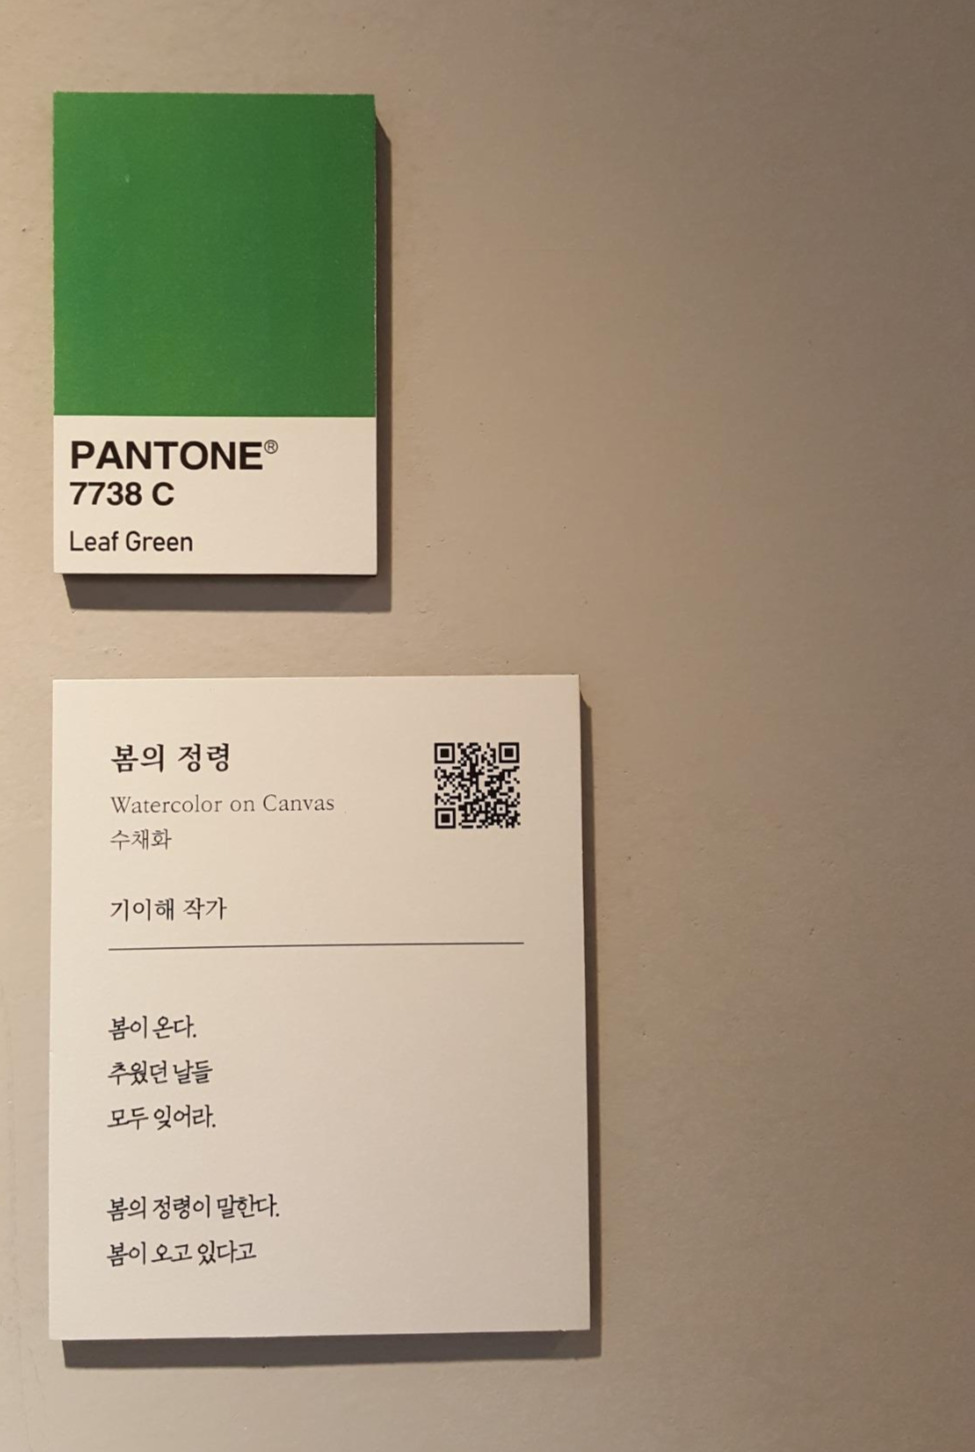 PANTONE®
7738 C
Leaf Green
봄의 정령
Watercolor on Canvas
수채화
기이해 작가
봄이 온다.
추웠던 날들
모두 잊어라.
봄의 정령이 말한다.
봄이 오고 있다고